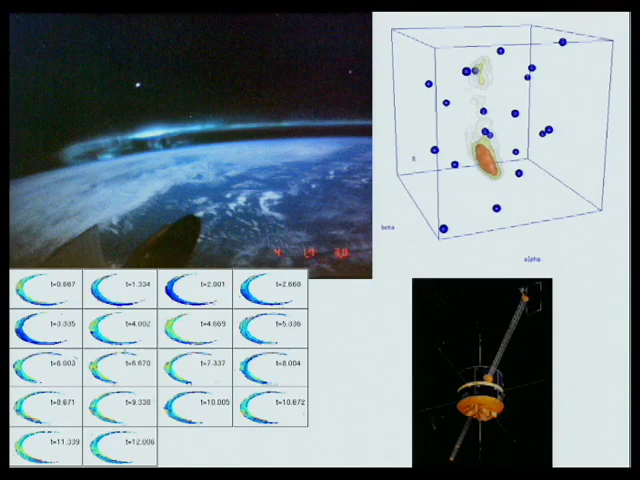 beta
alpha
t=0.667
t=1.334
t=2.001
t=2.668
t=3.335
t=4.002
t=4.669
t=5.336
t=6.003
t=6.670
t=7.337
t=8.004
t=8.671
t=9.338
t=10.005
t=10.672
t=11.339
t=12.006